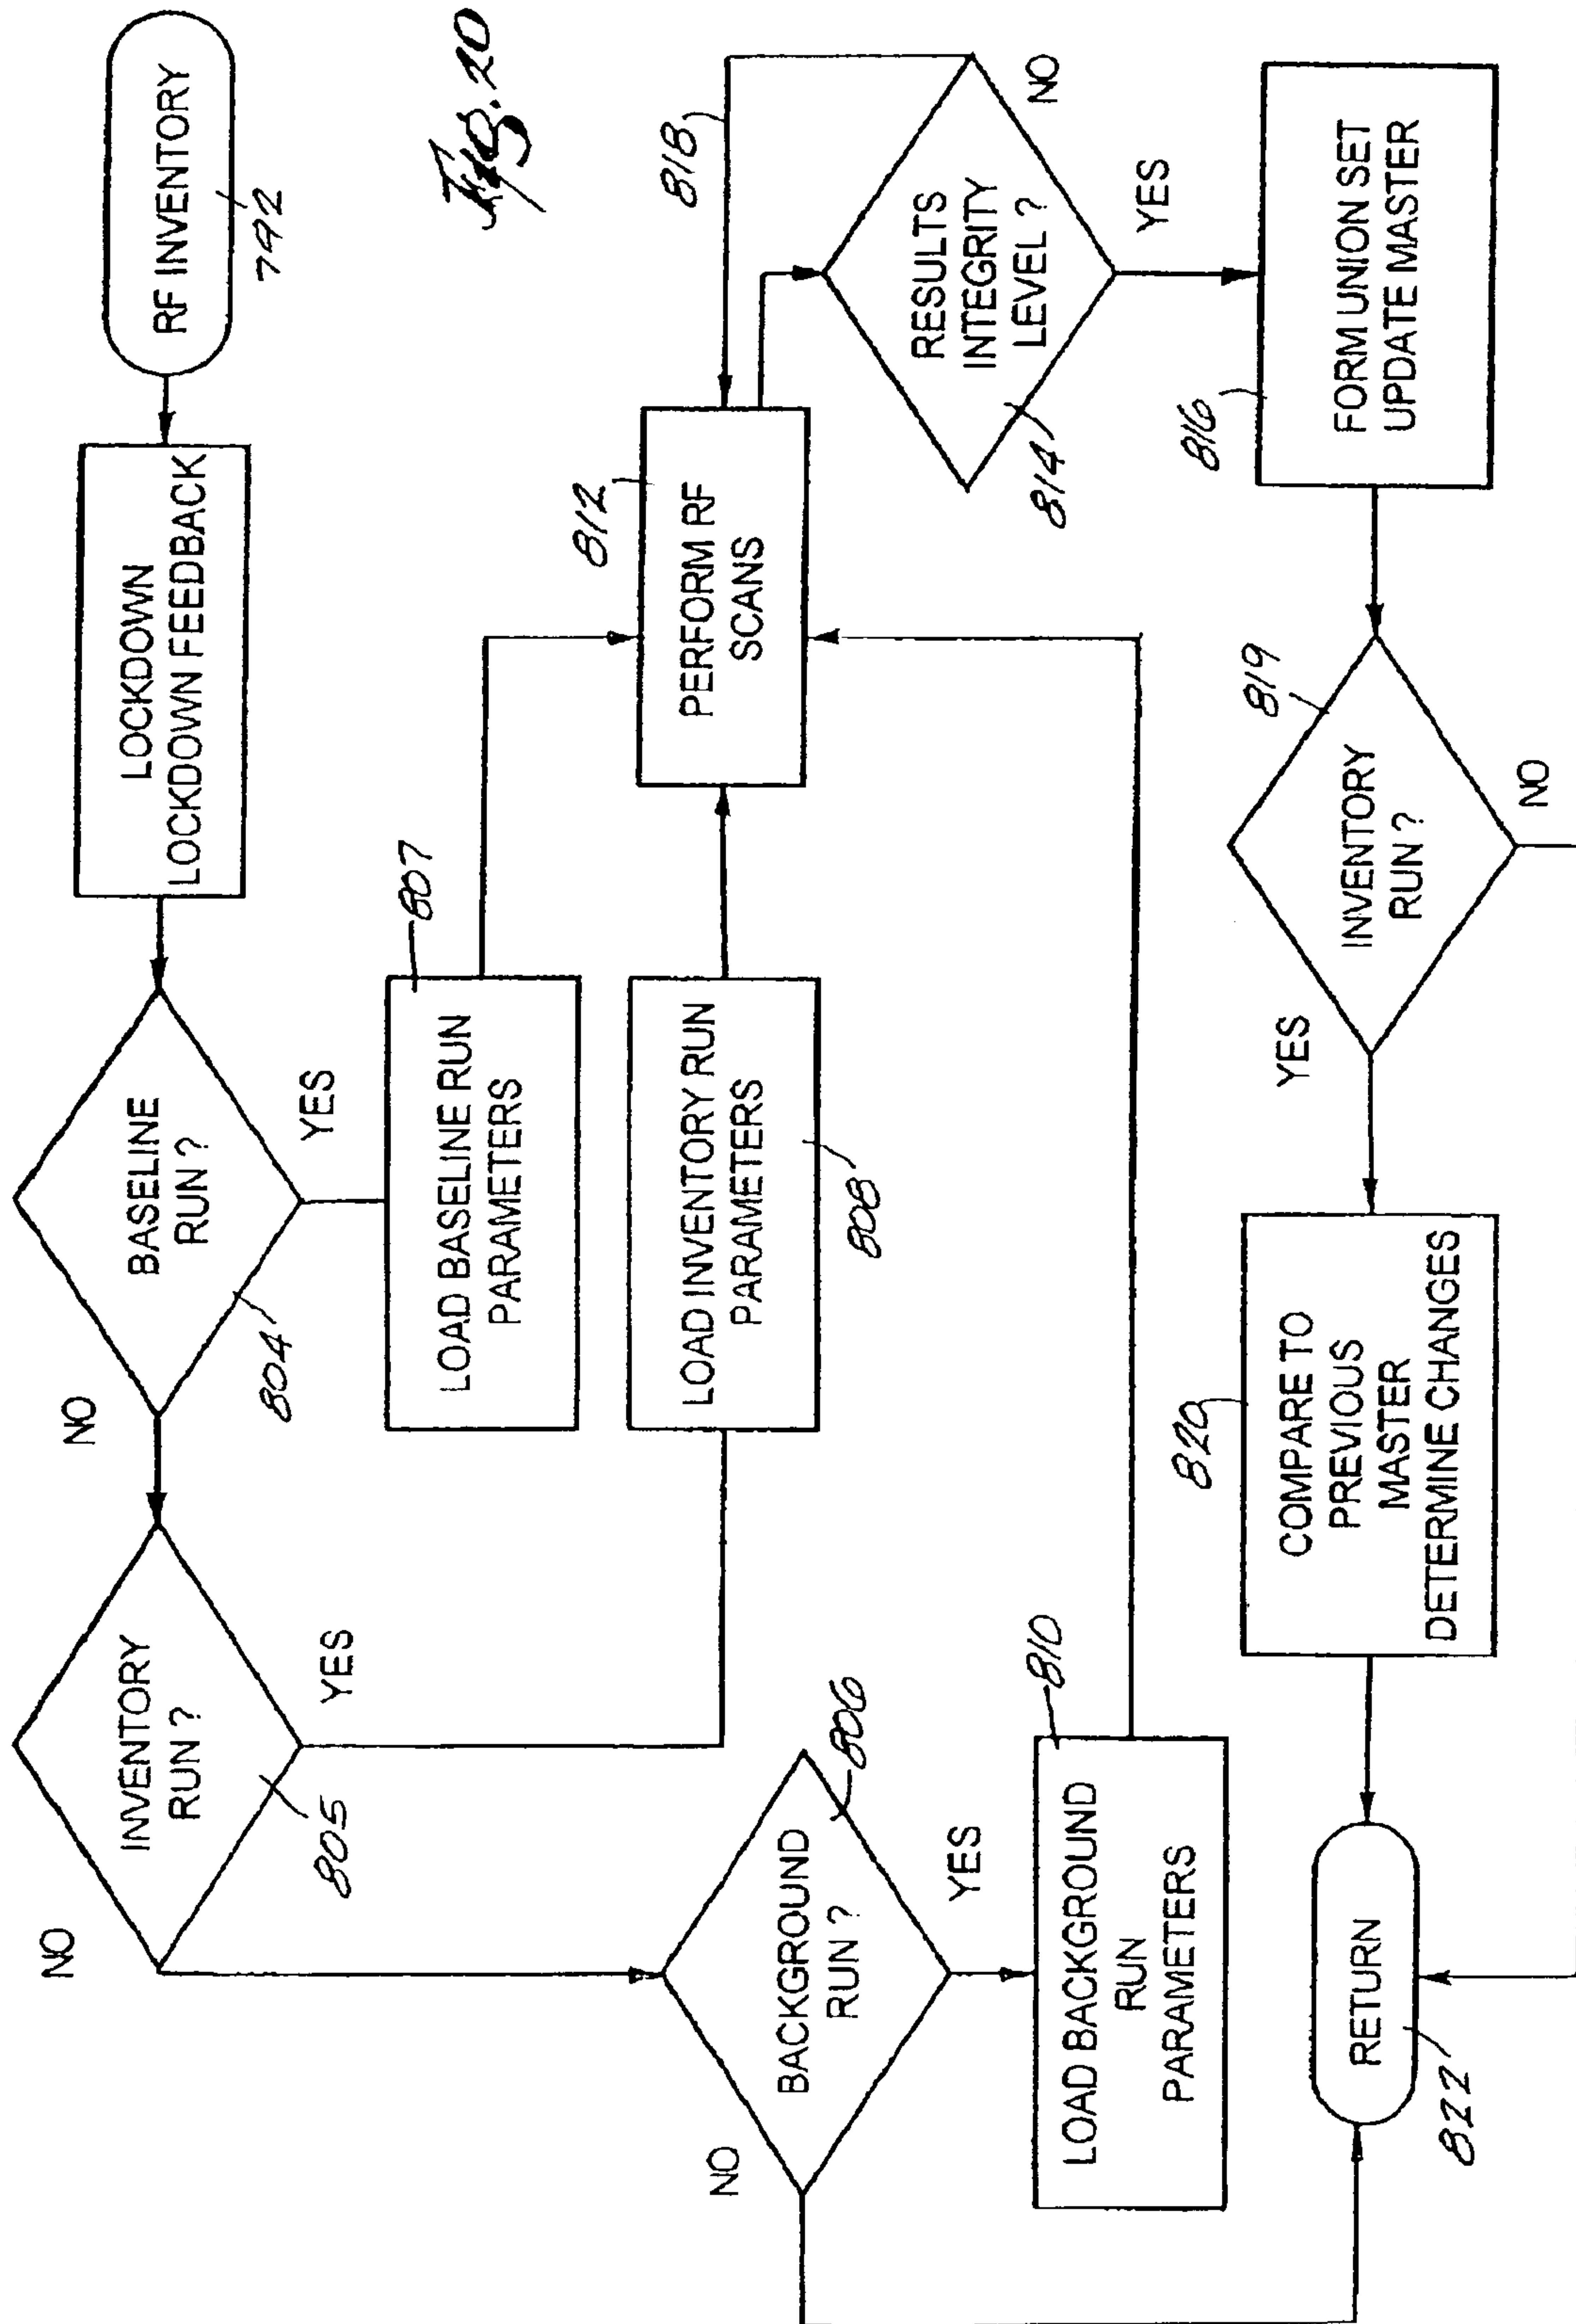 Fig. 20
RF INVENTORY
792
LOCKDOWN
LOCKDOWN FEEDBACK
BASELINE
RUN ?
804
NO
YES
INVENTORY
RUN ?
805
NO
YES
LOAD BASELINE RUN
PARAMETERS
807
LOAD INVENTORY RUN
PARAMETERS
808
BACKGROUND
RUN ?
806
NO
YES
LOAD BACKGROUND
RUN
PARAMETERS
810
PERFORM RF
SCANS
812
818
RESULTS
INTEGRITY
LEVEL ?
814
NO
YES
FORM UNION SET
UPDATE MASTER
816
INVENTORY
RUN ?
819
NO
YES
COMPARE TO
PREVIOUS
MASTER
DETERMINE CHANGES
820
RETURN
822